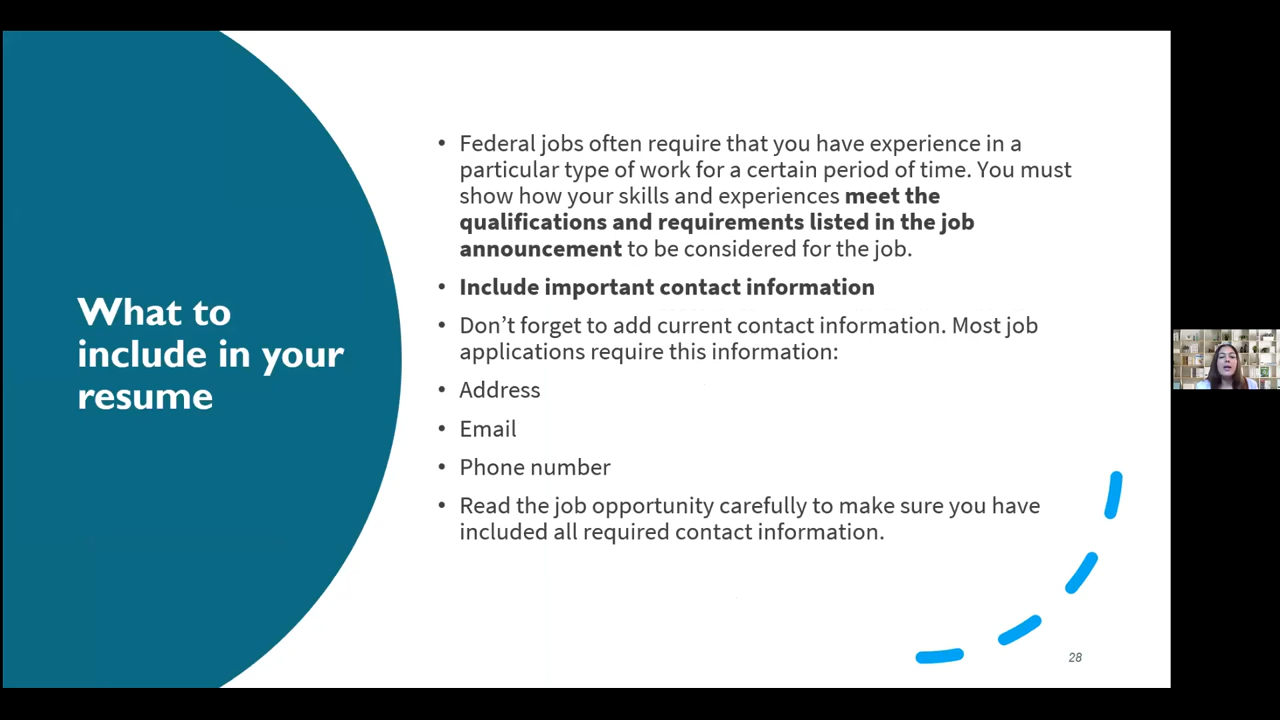 What to
include in your
resume
• Federal jobs often require that you have experience in a
particular type of work for a certain period of time. You must
show how your skills and experiences meet the
qualifications and requirements listed in the job
announcement to be considered for the job.
• Include important contact information
• Don’t forget to add current contact information. Most job
applications require this information:
• Address
• Email
• Phone number
• Read the job opportunity carefully to make sure you have
included all required contact information.
28